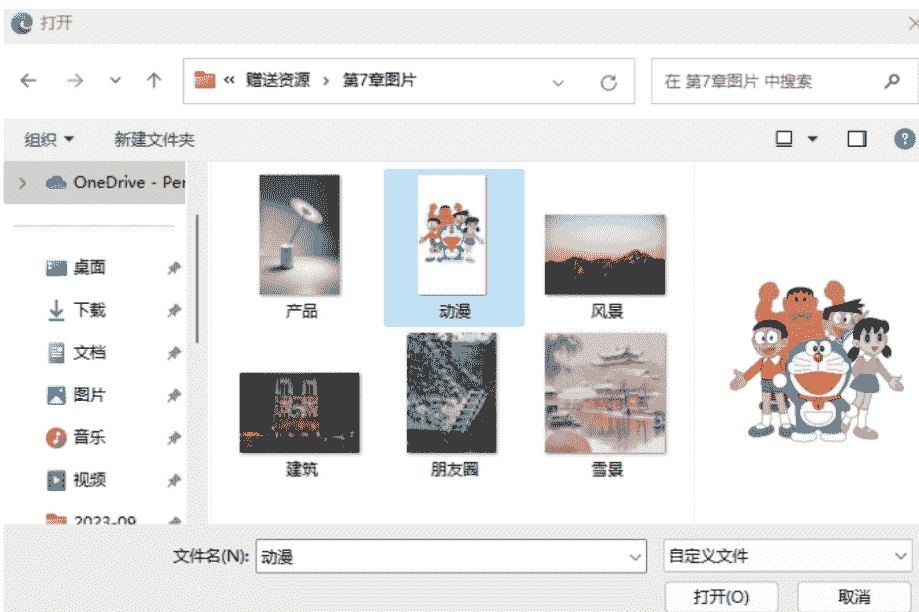 打开
« 赠送资源 › 第7章图片
在 第7章图片 中搜索
组织
新建文件夹
OneDrive - Per
桌面
下载
文档
图片
音乐
视频
2023-09
产品
动漫
风景
建筑
朋友圈
雪景
文件名(N): 动漫
自定义文件
打开(O)
取消